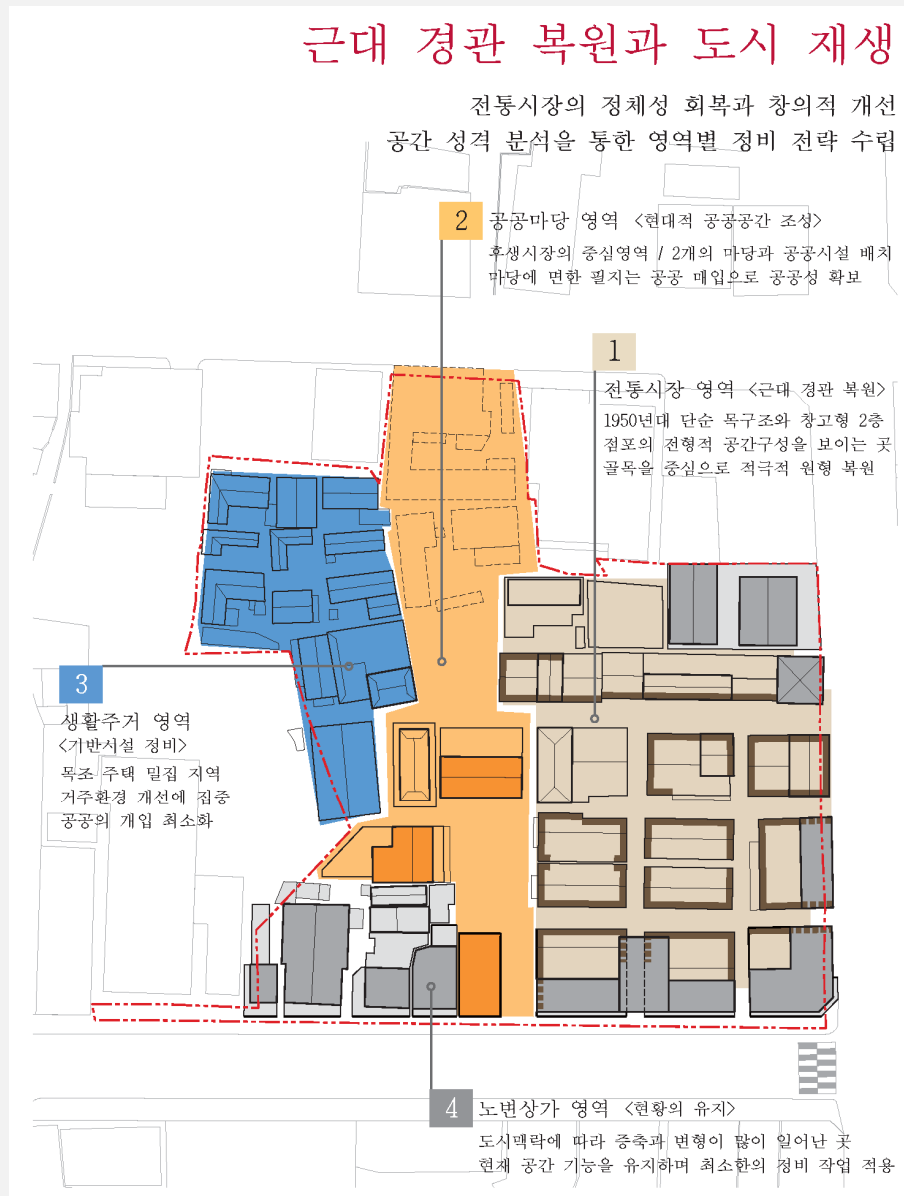 근대 경관 복원과 도시 재생
전통시장의 정체성 회복과 창의적 개선
공간 성격 분석을 통한 영역별 정비 전략 수립
2 공공마당 영역 <현대적 공공공간 조성>
후생시장의 중심영역 / 2개의 마당과 공공시설 배치
마당에 면한 필지는 공공 매입으로 공공성 확보
1
전통시장 영역 <근대 경관 복원>
1950년대 단순 목구조와 창고형 2층
점포의 전형적 공간구성을 보이는 곳
골목을 중심으로 적극적 원형 복원
3
생활주거 영역
<기반시설 정비>
목조 주택 밀집 지역
거주환경 개선에 집중
공공의 개입 최소화
4 노변상가 영역 <현황의 유지>
도시맥락에 따라 증축과 변형이 많이 일어난 곳
현재 공간 기능을 유지하며 최소한의 정비 작업 적용